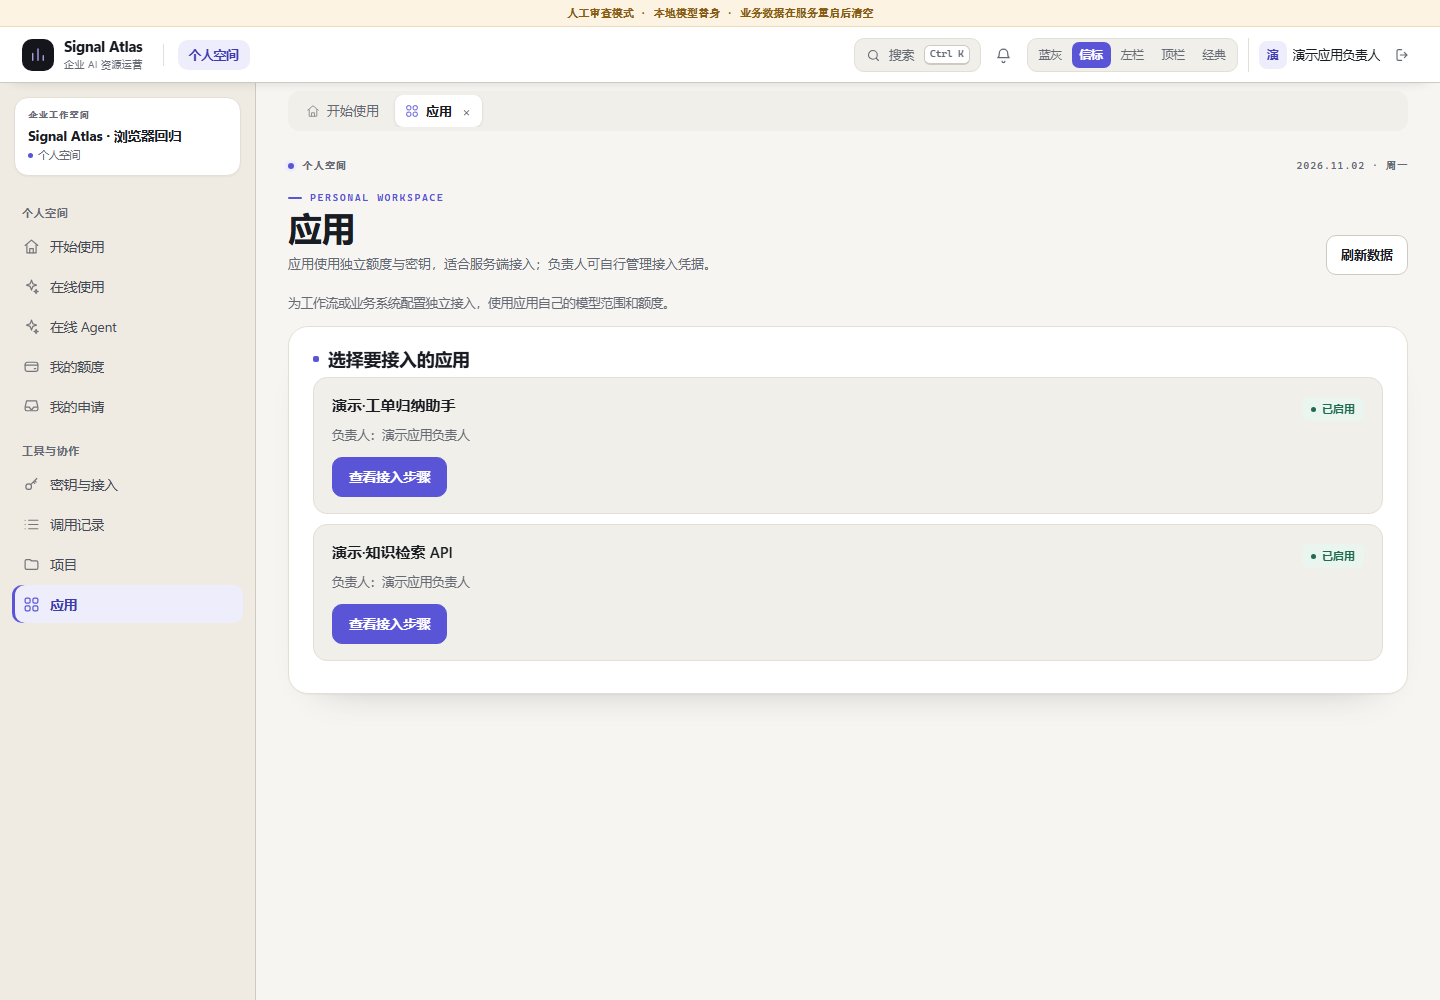 人工审查模式 · 本地模型替身 · 业务数据在服务重启后清空
Signal Atlas
企业 AI 资源运营
个人空间
搜索 Ctrl K
蓝灰 信标 左栏 顶栏 经典
演 演示应用负责人
企业工作空间
Signal Atlas · 浏览器回归
个人空间
个人空间
开始使用
在线使用
在线 Agent
我的额度
我的申请
工具与协作
密钥与接入
调用记录
项目
应用
开始使用 应用 ×
个人空间
2026.11.02 · 周一
PERSONAL WORKSPACE
应用
应用使用独立额度与密钥，适合服务端接入；负责人可自行管理接入凭据。
刷新数据
为工作流或业务系统配置独立接入，使用应用自己的模型范围和额度。
选择要接入的应用
演示·工单归纳助手
已启用
负责人：演示应用负责人
查看接入步骤
演示·知识检索 API
已启用
负责人：演示应用负责人
查看接入步骤